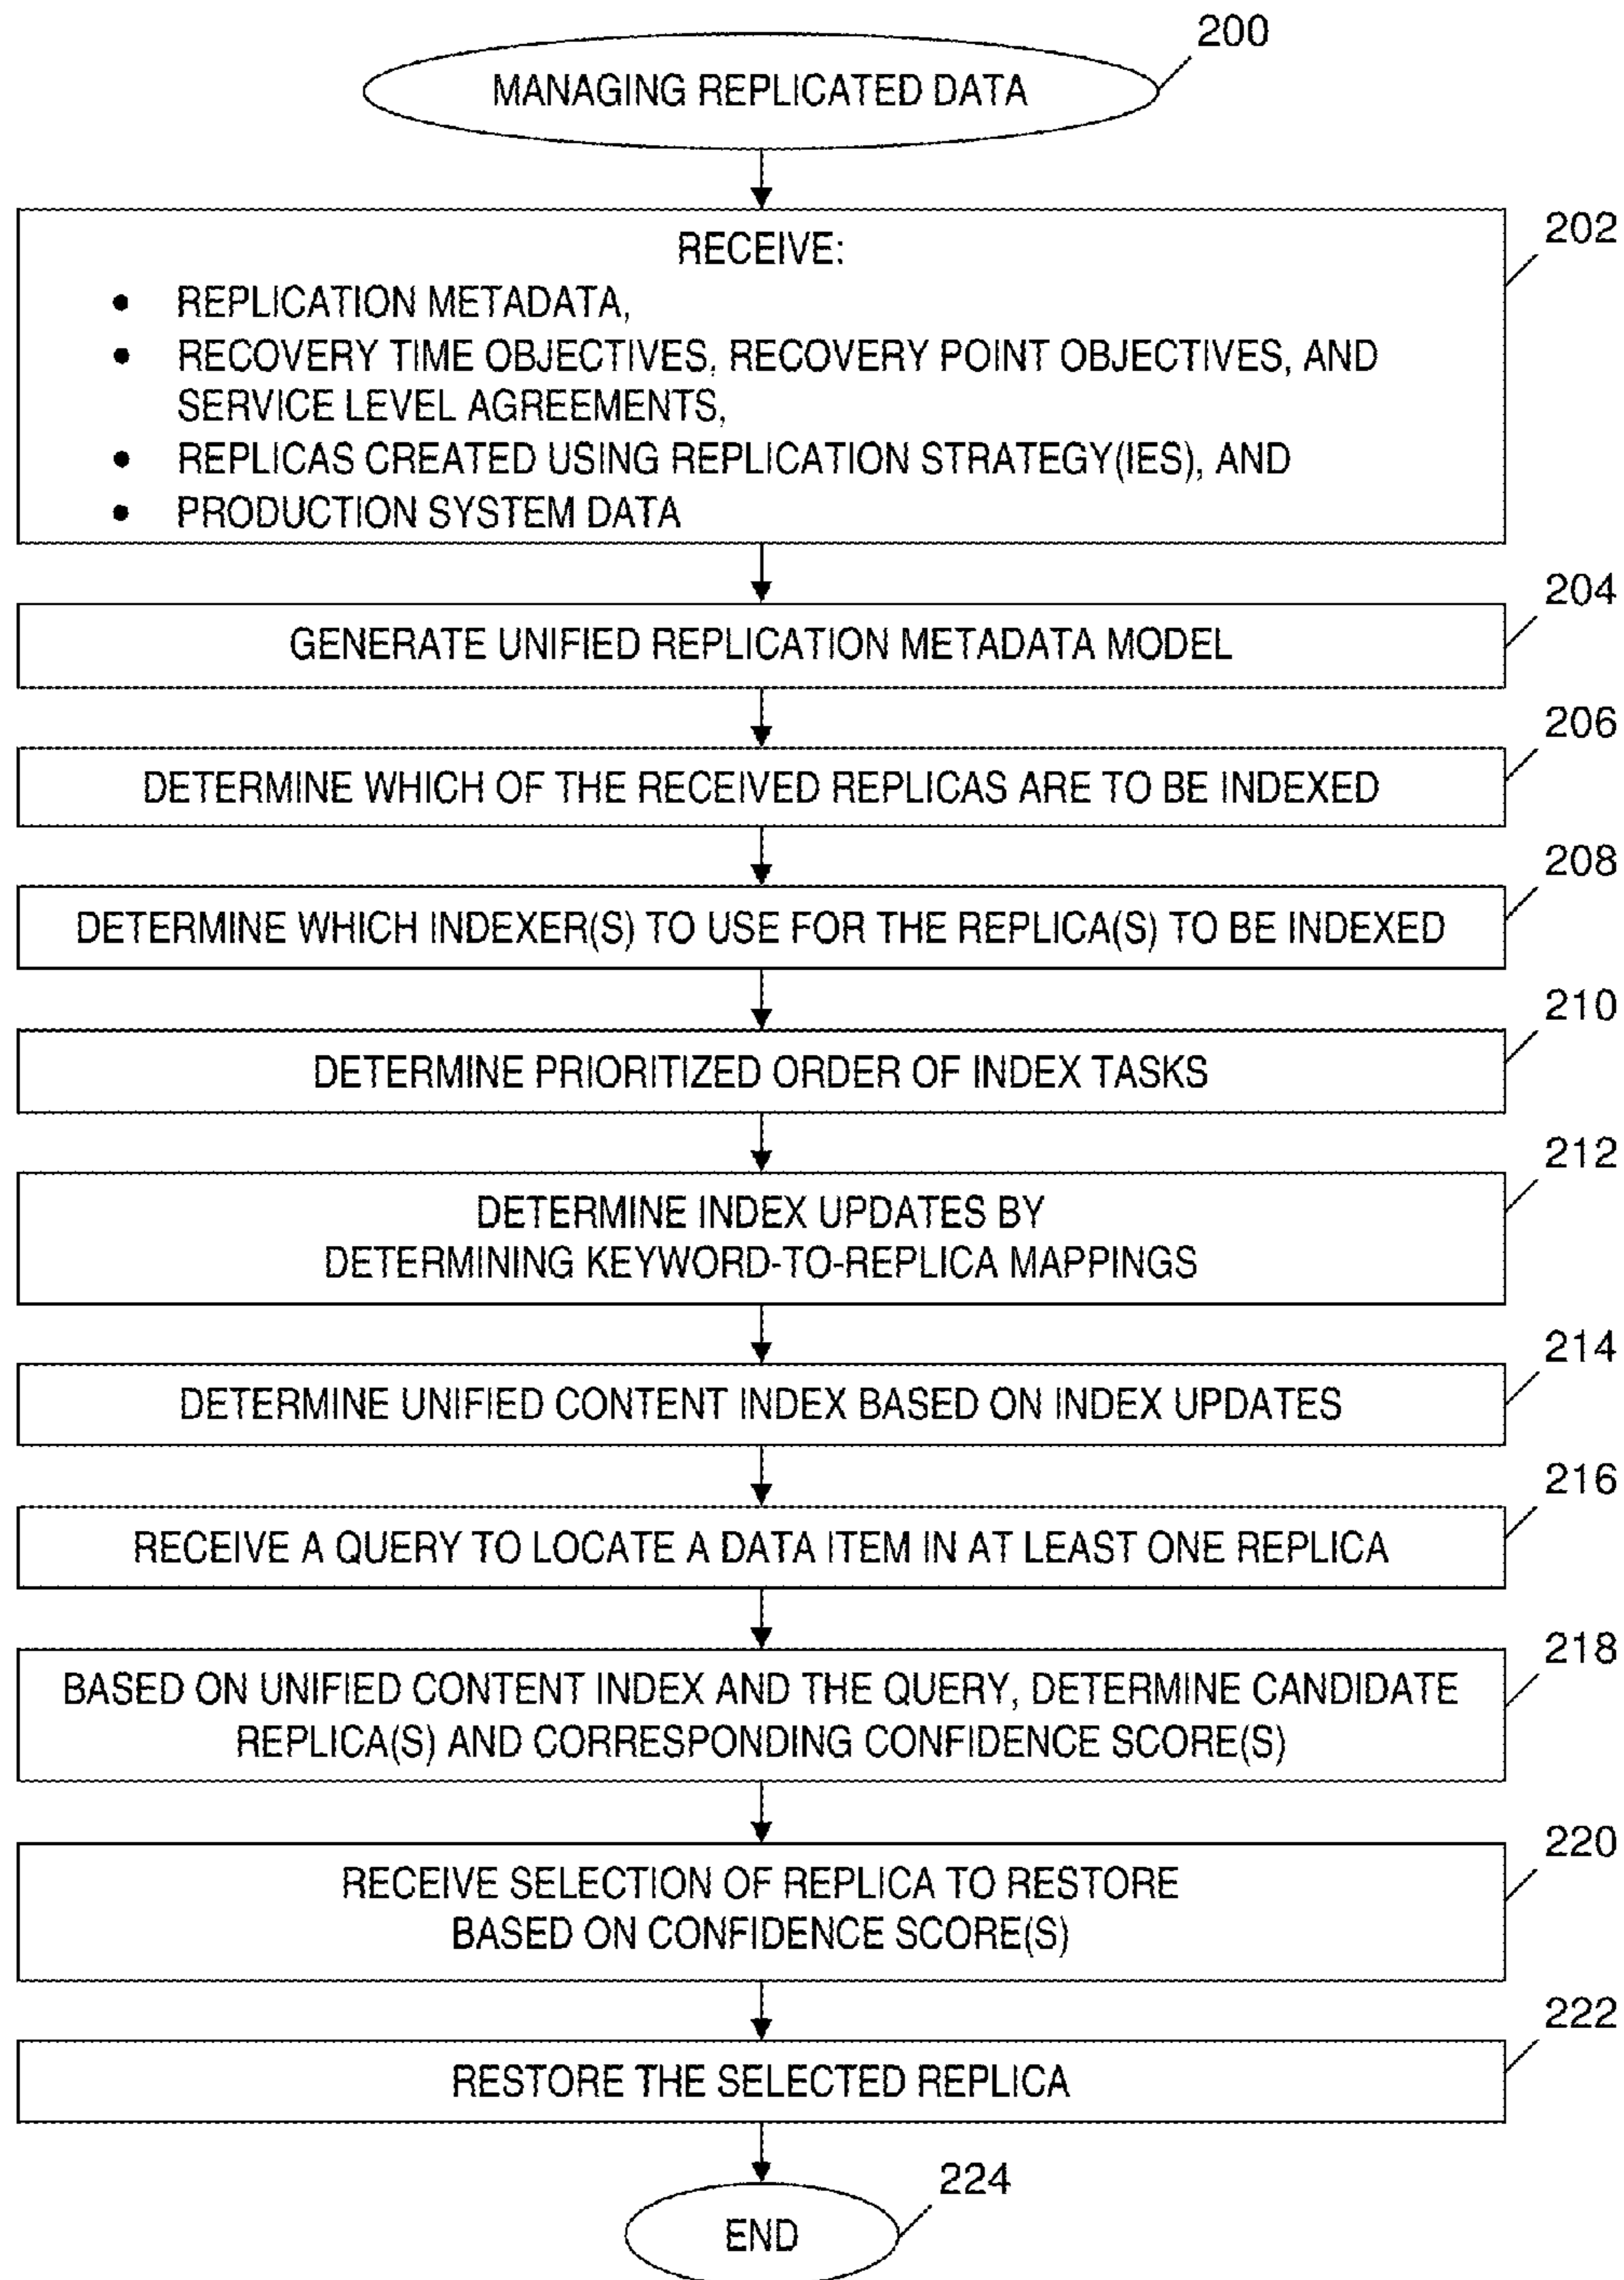 200
MANAGING REPLICATED DATA
202
RECEIVE:
• REPLICATION METADATA,
• RECOVERY TIME OBJECTIVES, RECOVERY POINT OBJECTIVES, AND
SERVICE LEVEL AGREEMENTS,
• REPLICAS CREATED USING REPLICATION STRATEGY(IES), AND
• PRODUCTION SYSTEM DATA
204
GENERATE UNIFIED REPLICATION METADATA MODEL
206
DETERMINE WHICH OF THE RECEIVED REPLICAS ARE TO BE INDEXED
208
DETERMINE WHICH INDEXER(S) TO USE FOR THE REPLICA(S) TO BE INDEXED
210
DETERMINE PRIORITIZED ORDER OF INDEX TASKS
212
DETERMINE INDEX UPDATES BY
DETERMINING KEYWORD-TO-REPLICA MAPPINGS
214
DETERMINE UNIFIED CONTENT INDEX BASED ON INDEX UPDATES
216
RECEIVE A QUERY TO LOCATE A DATA ITEM IN AT LEAST ONE REPLICA
218
BASED ON UNIFIED CONTENT INDEX AND THE QUERY, DETERMINE CANDIDATE
REPLICA(S) AND CORRESPONDING CONFIDENCE SCORE(S)
220
RECEIVE SELECTION OF REPLICA TO RESTORE
BASED ON CONFIDENCE SCORE(S)
222
RESTORE THE SELECTED REPLICA
224
END